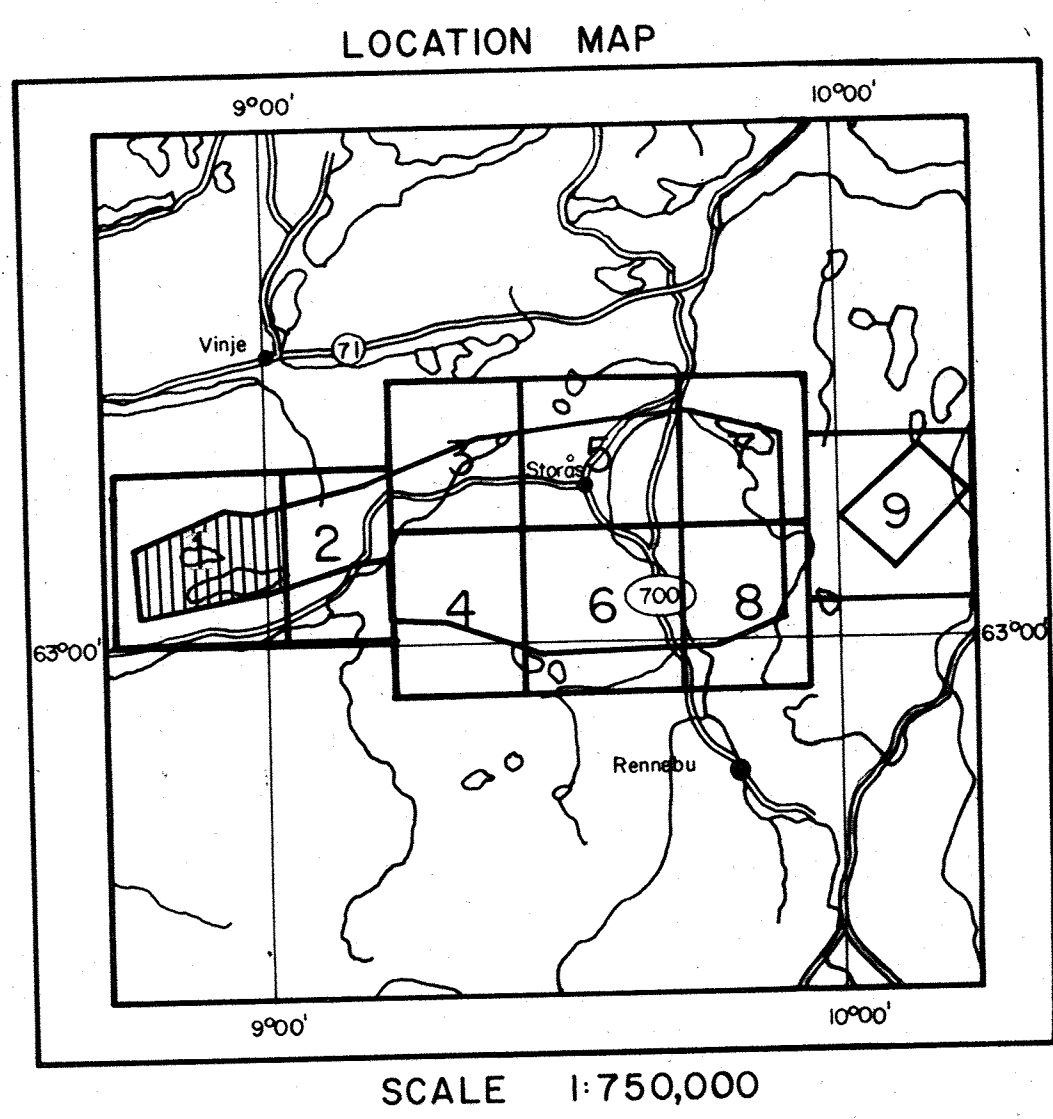 LOCATION MAP
9°00' 10°00'
Vinje
71
3 5 7
Storås
9
1 2
700
4 6 8
63°00' 63°00'
Rennebu
9°00' 10°00'
SCALE 1:750,000